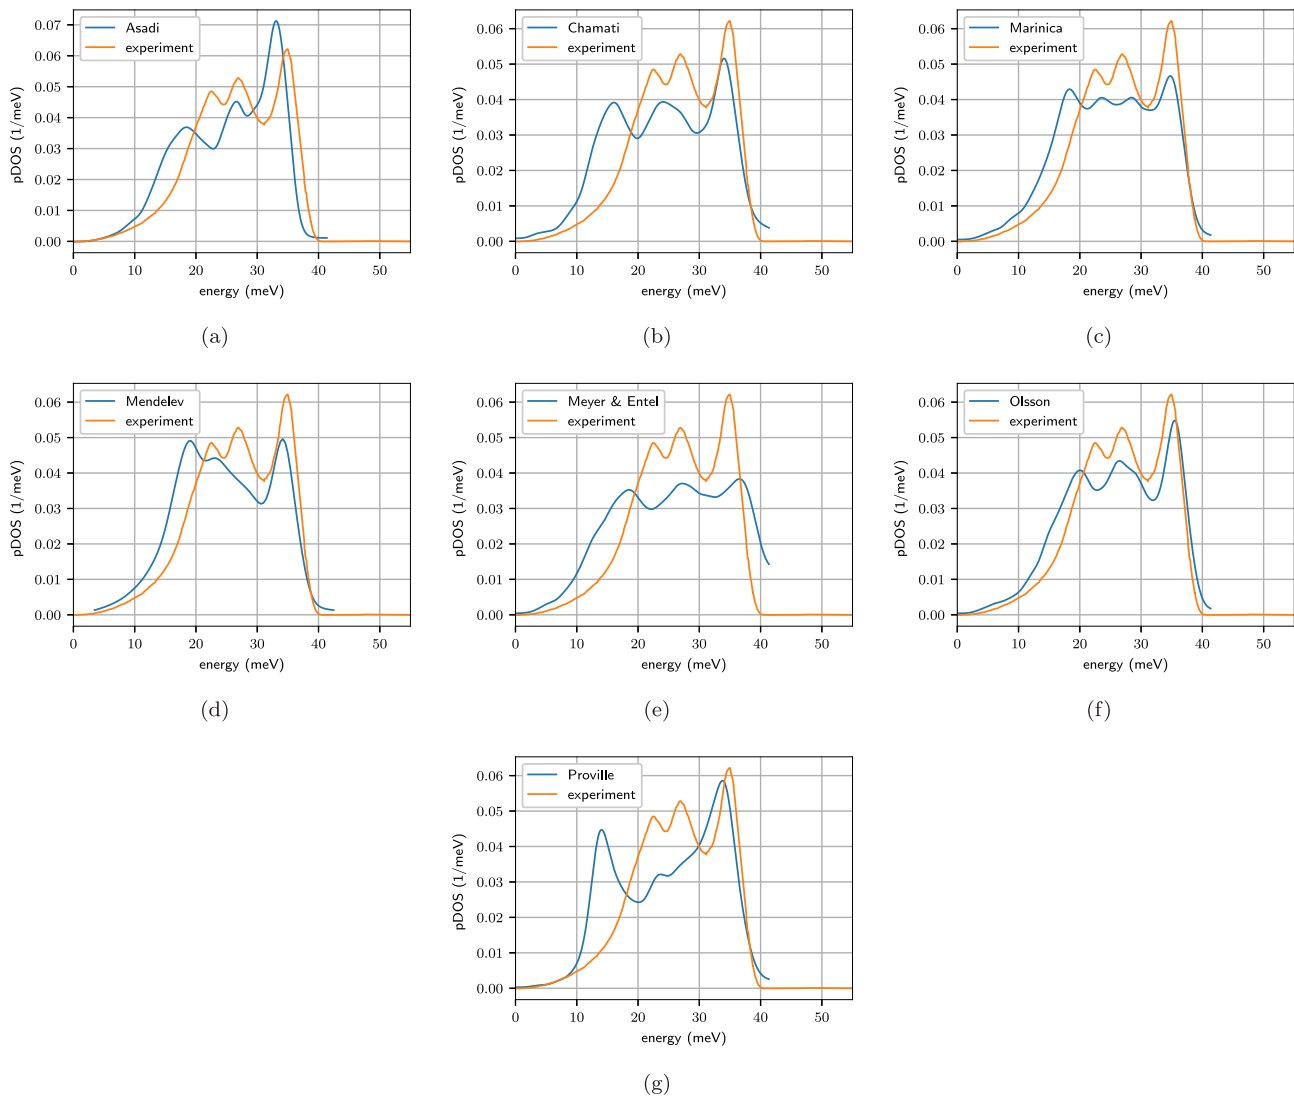 Asadi
experiment
0.07
0.06
0.05
0.04
0.03
0.02
0.01
0.00
pDOS (1/meV)
0 10 20 30 40 50
energy (meV)
(a)
Chamati
experiment
0.06
0.05
0.04
0.03
0.02
0.01
0.00
pDOS (1/meV)
0 10 20 30 40 50
energy (meV)
(b)
Marinica
experiment
0.06
0.05
0.04
0.03
0.02
0.01
0.00
pDOS (1/meV)
0 10 20 30 40 50
energy (meV)
(c)
Mendelev
experiment
0.06
0.05
0.04
0.03
0.02
0.01
0.00
pDOS (1/meV)
0 10 20 30 40 50
energy (meV)
(d)
Meyer & Entel
experiment
0.06
0.05
0.04
0.03
0.02
0.01
0.00
pDOS (1/meV)
0 10 20 30 40 50
energy (meV)
(e)
Olsson
experiment
0.06
0.05
0.04
0.03
0.02
0.01
0.00
pDOS (1/meV)
0 10 20 30 40 50
energy (meV)
(f)
Proville
experiment
0.06
0.05
0.04
0.03
0.02
0.01
0.00
pDOS (1/meV)
0 10 20 30 40 50
energy (meV)
(g)